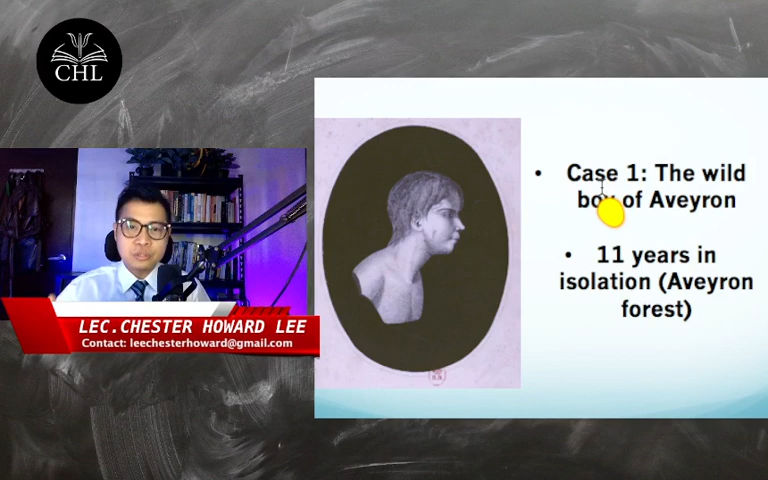 CHL
• Case 1: The wild
boy of Aveyron
• 11 years in
isolation (Aveyron
forest)
LEC.CHESTER HOWARD LEE
Contact: leechesterhoward@gmail.com